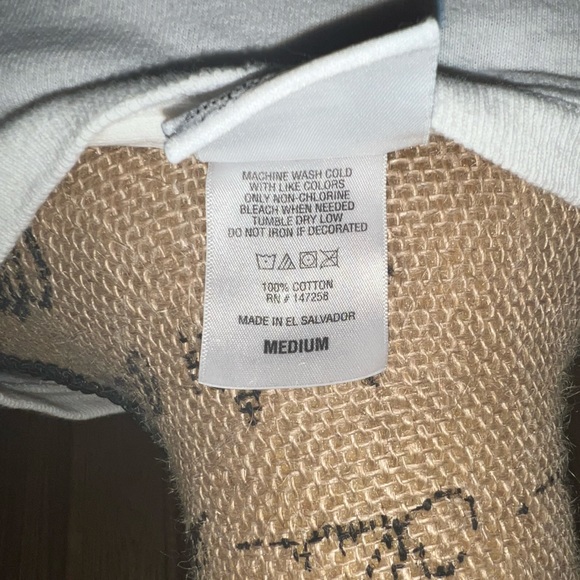 MACHINE WASH COLD
WITH LIKE COLORS
ONLY NON-CHLORINE
BLEACH WHEN NEEDED
TUMBLE DRY LOW
DO NOT IRON IF DECORATED
100% COTTON
RN # 147258
MADE IN EL SALVADOR
MEDIUM